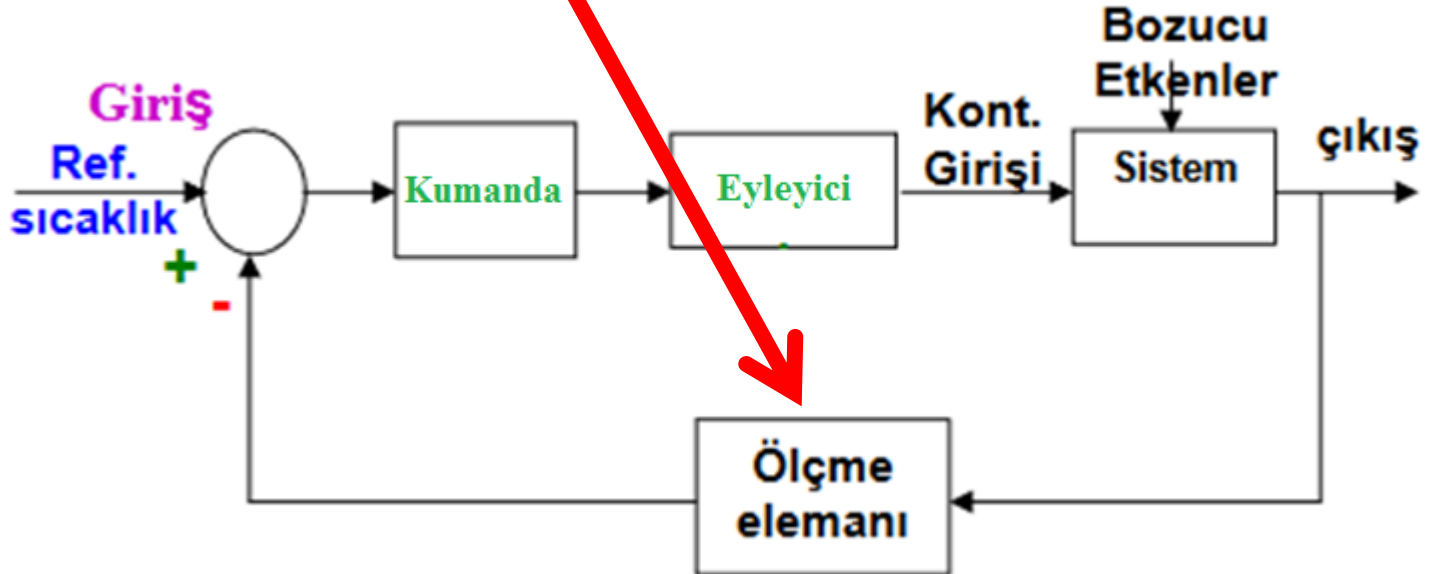 Bozucu
Etkenler
Giriş
Ref.
sıcaklık
+
-
Kumanda
Eyleyici
Kont.
Girişi
Sistem
çıkış
Ölçme
elemanı